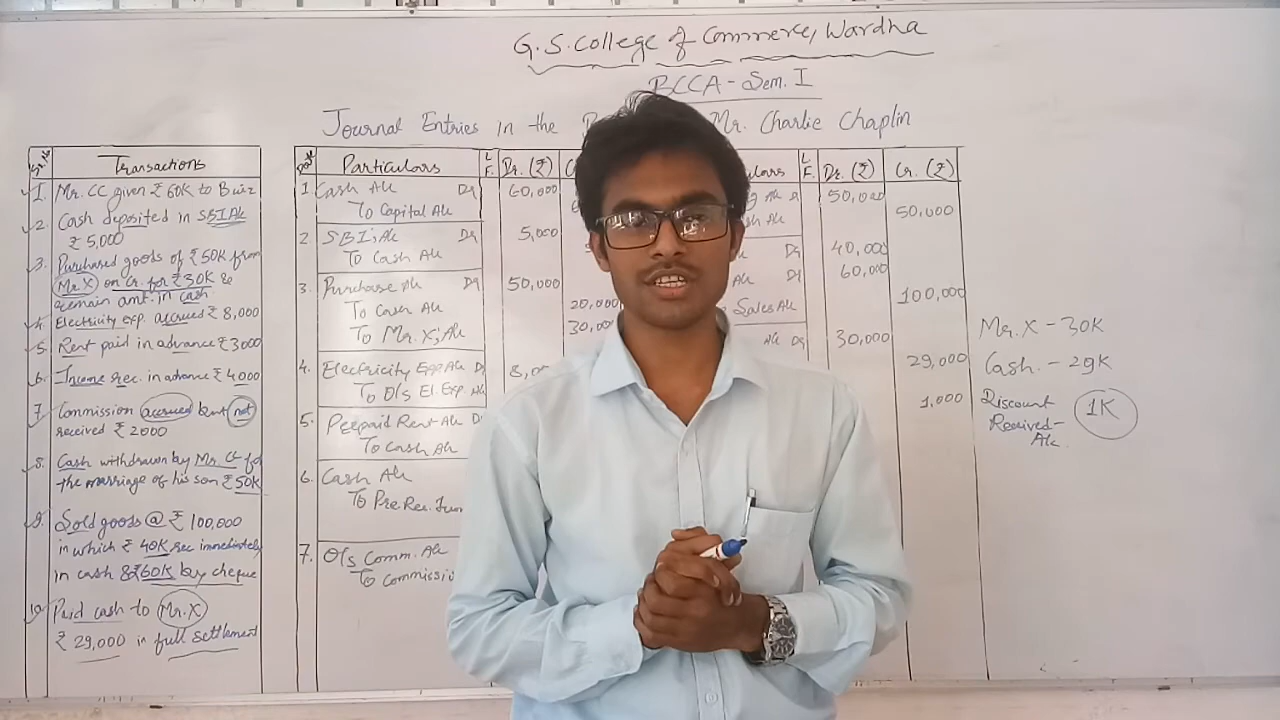 G.S. College of Commerce, Wardha
BCCA - Sem. I
Journal Entries in the Mr. Charlie Chaplin
Sr. No Transactions
1. Mr. CC given ₹ 60K to Buiz
2. Cash deposited in SBI A/c
₹ 5,000
3. Purchased goods of ₹ 50K from
Mr. X on Cr. for ₹ 30K &
remain amt. in cash
4. Electricity exp. accrued ₹ 8,000
5. Rent paid in advance ₹ 3000
6. Income rec. in advance ₹ 4000
7. Commission accrued but not
received ₹ 2000
8. Cash withdrawn by Mr. CC for
the marriage of his son ₹ 50K
9. Sold goods @ ₹ 100,000
in which ₹ 40K rec immediately
in cash & ₹ 60K by cheque
10. Paid cash to Mr. X
₹ 29,000 in full settlement
Particulars L.F. Dr. (₹)
1. Cash A/c Dr 60,000
To Capital A/c
2. SBI's A/c Dr 5,000
To Cash A/c
3. Purchase A/c Dr 50,000
To Cash A/c 20,000
To Mr. X's A/c 30,000
4. Electricity Exp A/c D
To O/s El. Exp. A/c
5. Prepaid Rent A/c D
To Cash A/c
6. Cash A/c
To Pre. Rec.
7. O/s Comm. A/c
To
L.F. Dr. (₹) Cr. (₹)
A/c D 50,000
A/c 50,000
Dr 40,000
A/c Dr 60,000
Sales A/c 100,000
A/c Dr 30,000
29,000
1,000
Mr. X - 30K
Cash. - 29K
Discount
Received-
A/c.
1K